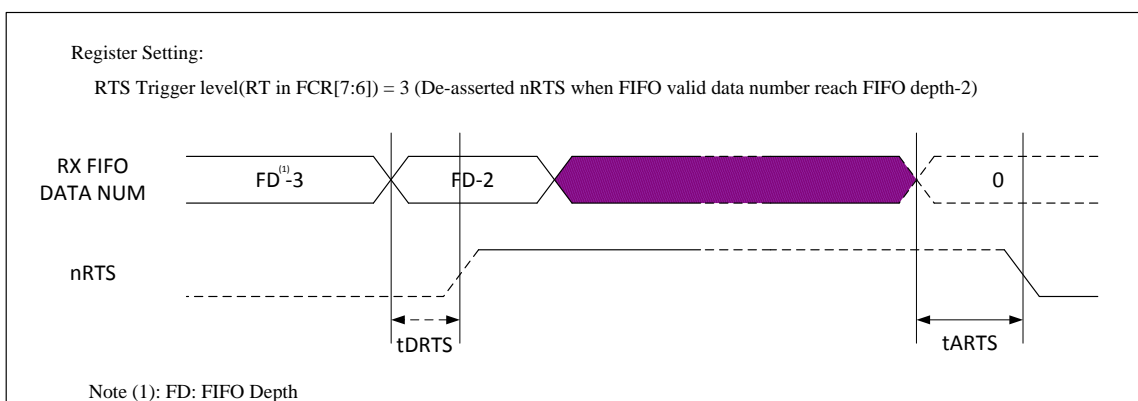 Register Setting:
RTS Trigger level(RT in FCR[7:6]) = 3 (De-asserted nRTS when FIFO valid data number reach FIFO depth-2)
RX FIFO
DATA NUM
FD(1)-3
FD-2
0
nRTS
tDRTS
tARTS
Note (1): FD: FIFO Depth